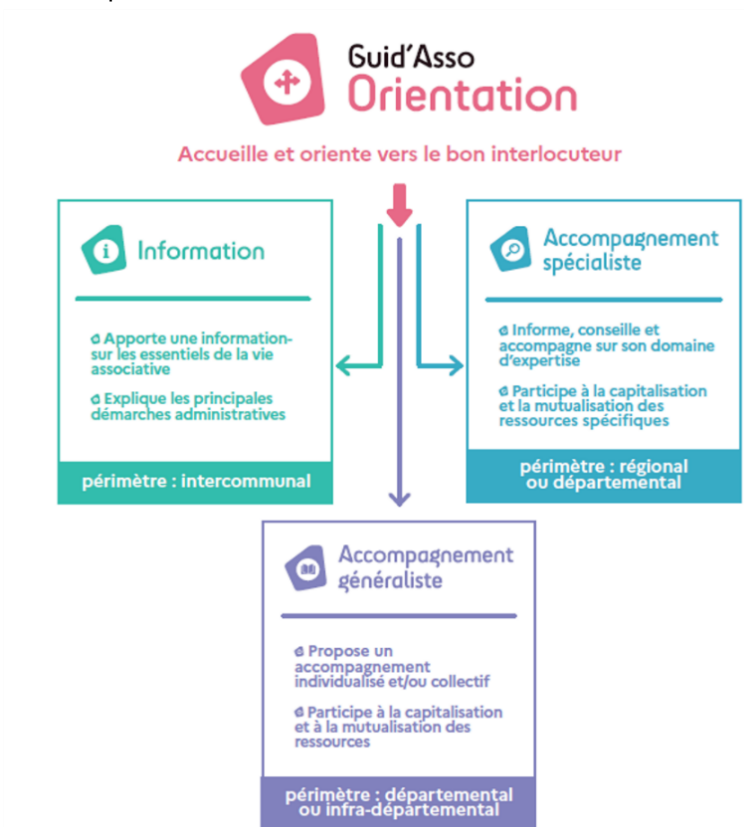 Guid'Asso
Orientation
Accueille et oriente vers le bon interlocuteur
Information
Apporte une information-
sur les essentiels de la vie
associative
Explique les principales
démarches administratives
périmètre : intercommunal
Accompagnement
spécialiste
Informe, conseille et
accompagne sur son domaine
d'expertise
Participe à la capitalisation
et la mutualisation des
ressources spécifiques
périmètre : régional
ou départemental
Accompagnement
généraliste
Propose un
accompagnement
individualisé et/ou collectif
Participe à la capitalisation
et à la mutualisation des
ressources
périmètre : départemental
ou infra-départemental